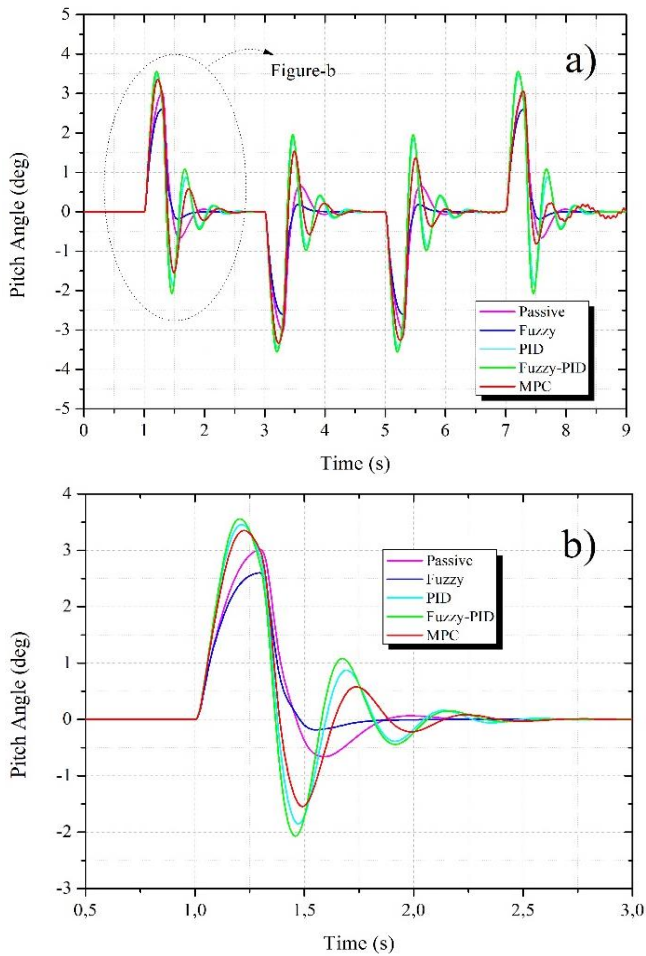 5
4
3
2
1
0
-1
-2
-3
-4
-5
Pitch Angle (deg)
Figure-b
a)
Passive
Fuzzy
PID
Fuzzy-PID
MPC
0 1 2 3 4 5 6 7 8 9
Time (s)
4
3
2
1
0
-1
-2
-3
Pitch Angle (deg)
b)
Passive
Fuzzy
PID
Fuzzy-PID
MPC
0,5 1,0 1,5 2,0 2,5 3,0
Time (s)